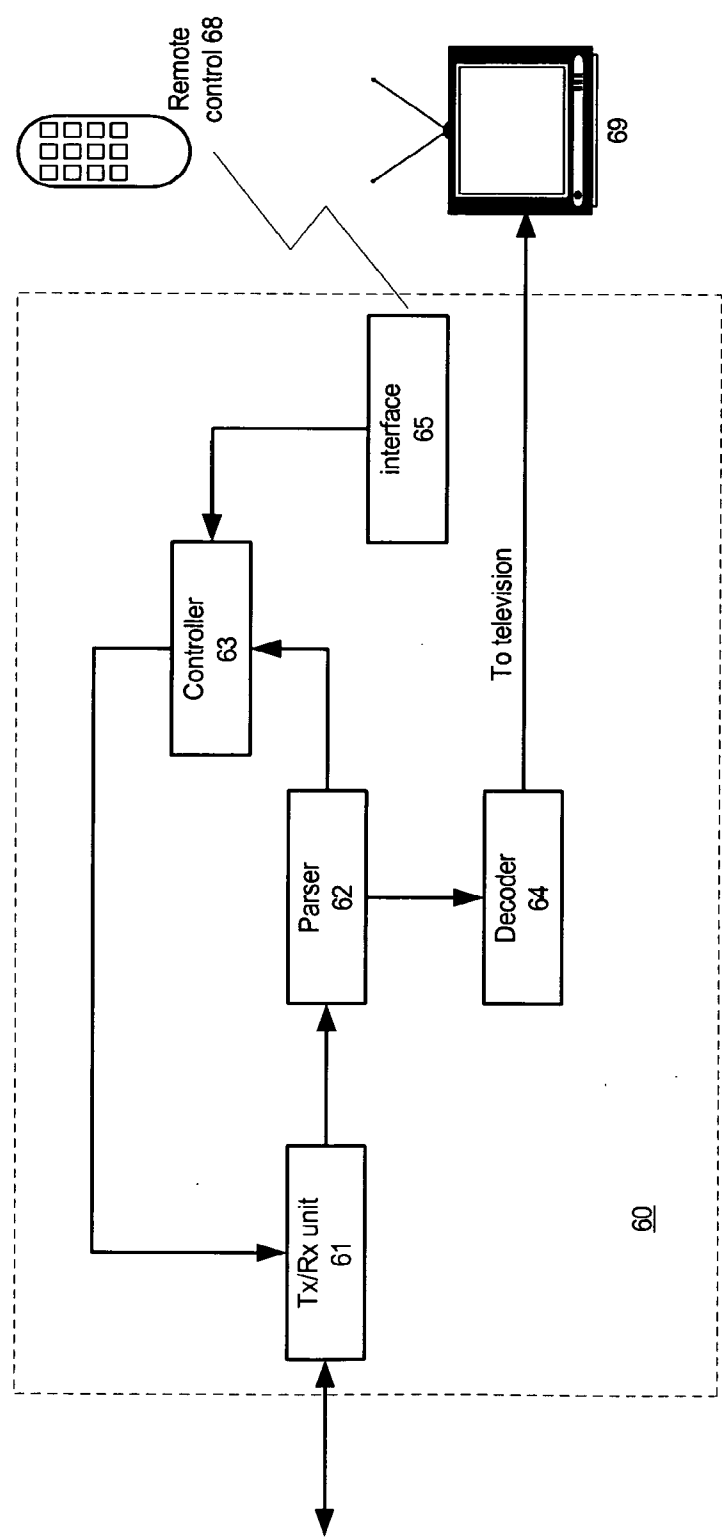 Remote
control 68
69
interface
65
Controller
63
To television
Parser
62
Decoder
64
Tx/Rx unit
61
60